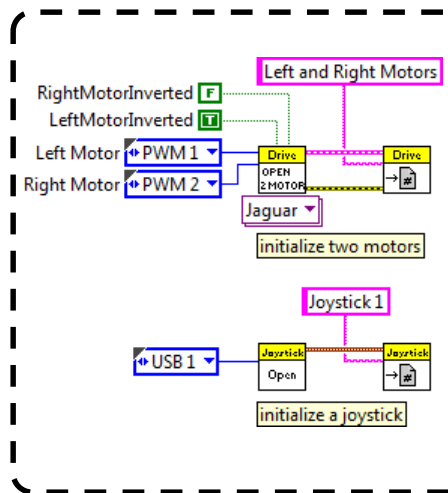 Left and Right Motors
RightMotorInverted F
LeftMotorInverted T
Left Motor PWM 1
Right Motor PWM 2
Drive
OPEN
2 MOTOR
Drive
#
Jaguar
initialize two motors
Joystick 1
USB 1
Joystick
Open
Joystick
#
initialize a joystick